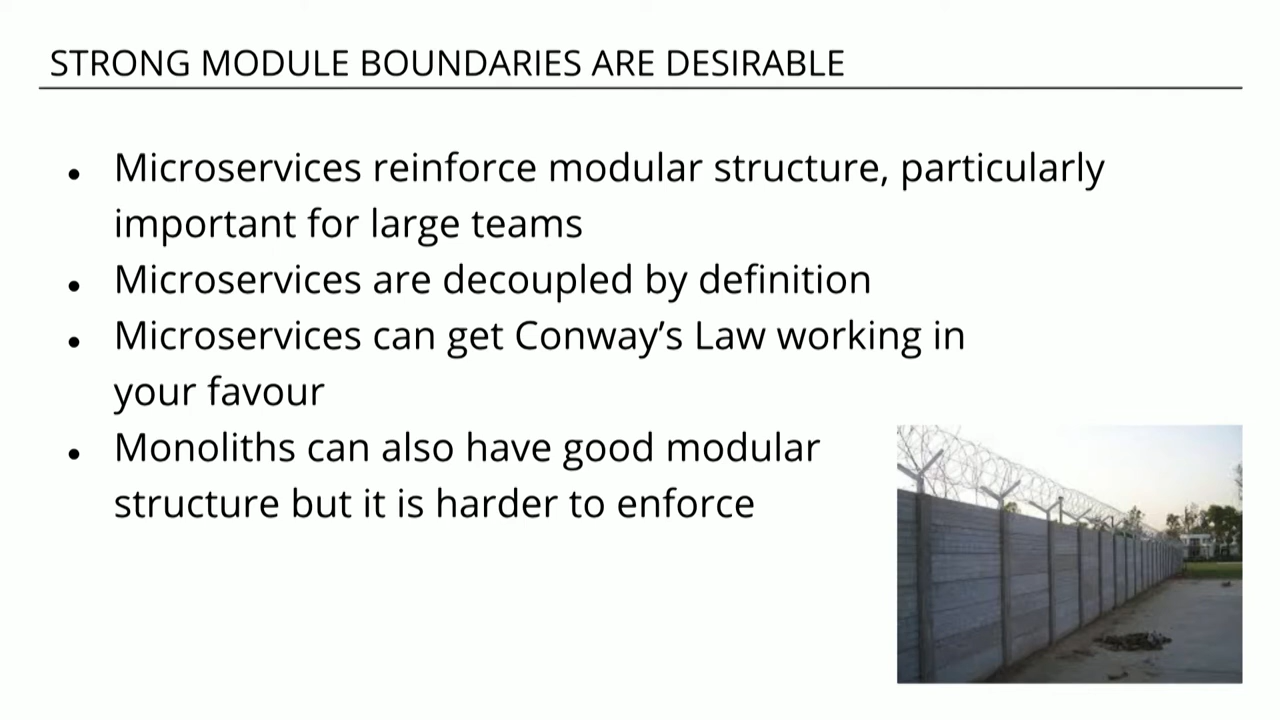 STRONG MODULE BOUNDARIES ARE DESIRABLE
• Microservices reinforce modular structure, particularly
important for large teams
• Microservices are decoupled by definition
• Microservices can get Conway’s Law working in
your favour
• Monoliths can also have good modular
structure but it is harder to enforce